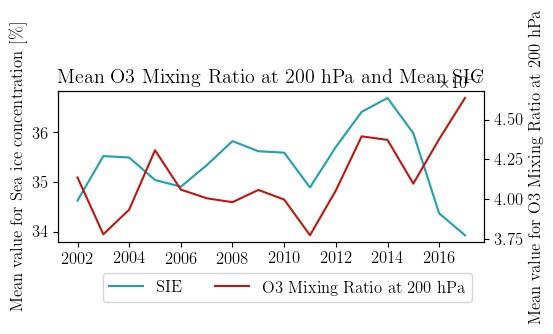 Mean O3 Mixing Ratio at 200 hPa and Mean SIC
Mean value for Sea ice concentration [%]
36
35
34
4.50
4.25
4.00
3.75
Mean value for O3 Mixing Ratio at 200 hPa
2002 2004 2006 2008 2010 2012 2014 2016
SIE O3 Mixing Ratio at 200 hPa